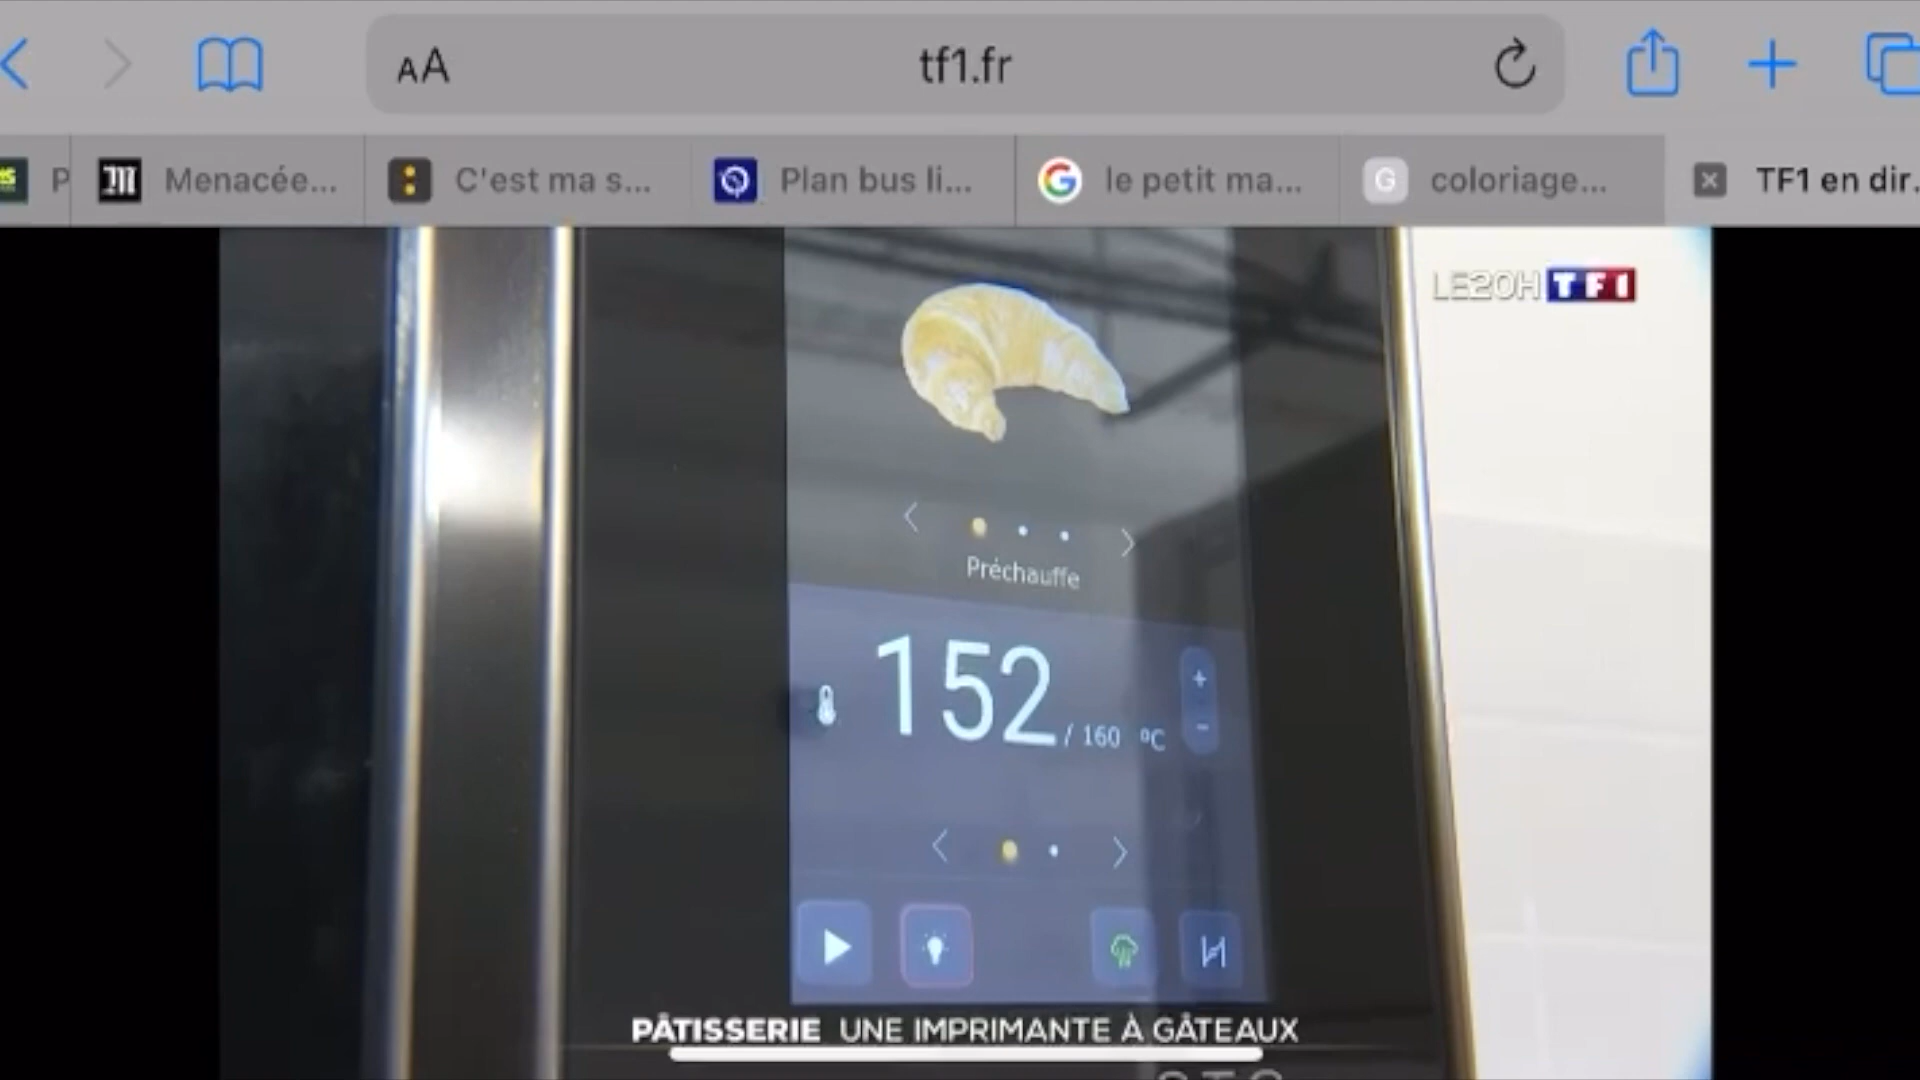 AA
tf1.fr
P
Menacée...
C'est ma s...
Plan bus li...
G le petit ma...
G coloriage...
TF1 en dir.
LE20H TF1
Préchauffe
152 / 160 °C
+
-
PÂTISSERIE UNE IMPRIMANTE À GÂTEAUX